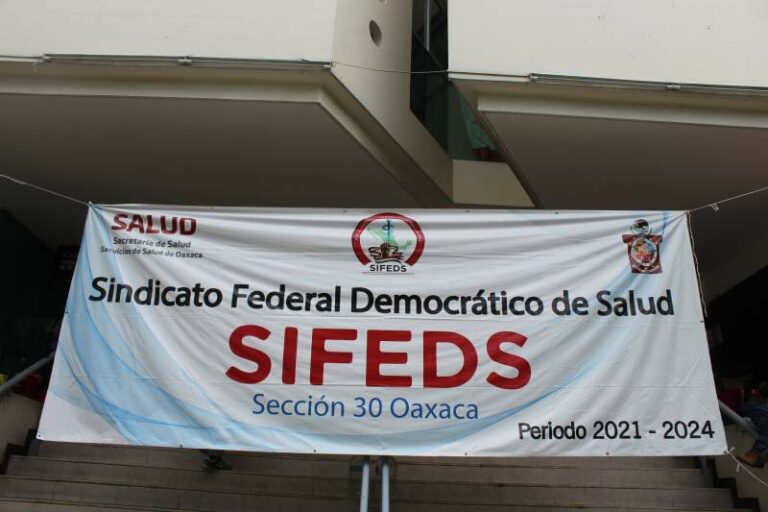 SALUD
Secretaría de Salud
Servicios de Salud de Oaxaca
SIFEDS
Sindicato Federal Democrático de Salud
SIFEDS
Sección 30 Oaxaca
Periodo 2021 - 2024